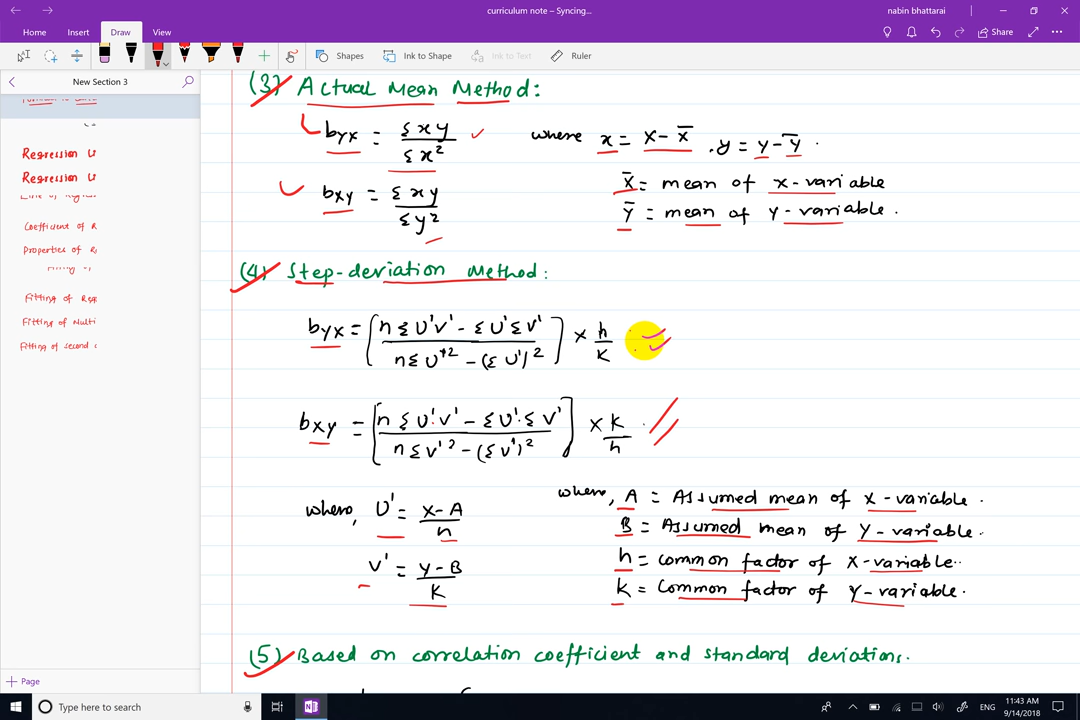 curriculum note – Syncing...
nabin bhattarai
Home Insert Draw View
Share
Shapes
Ink to Shape
Ink to Text
Ruler
New Section 3
Regression
Regression
Coefficient of R
Properties of R
Fitting of Reg
Fitting of Multi
Fitting of second
Page
(3) Actual Mean Method:
byx = Σxy / Σx² where x = X - X̄ , y = Y - Ȳ .
X̄ = mean of x-variable
bxy = Σxy / Σy²
Ȳ = mean of Y-variable.
(4) Step-deviation Method:
byx = [nΣU'V' - ΣU'ΣV' / nΣU'² - (ΣU')²] × h/k
bxy = [nΣU'V' - ΣU'.ΣV' / nΣV'² - (ΣV')²] × k/h
where, U' = x-A / h
where, A = Assumed mean of X-variable.
B = Assumed mean of Y-variable.
V' = y-B / k
h = common factor of X-variable..
k = Common factor of Y-variable.
(5) Based on correlation coefficient and standard deviations.
Type here to search
ENG
11:43 AM
9/14/2018